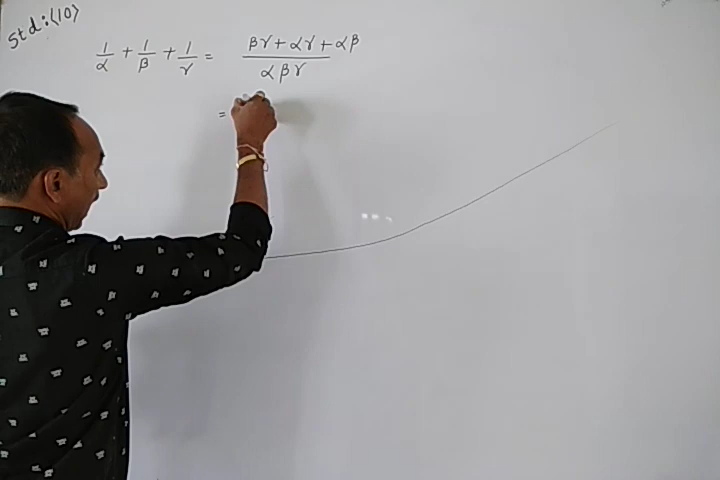 Std:<10>
1/α + 1/β + 1/γ = (βγ + αγ + αβ)/(αβγ)
=